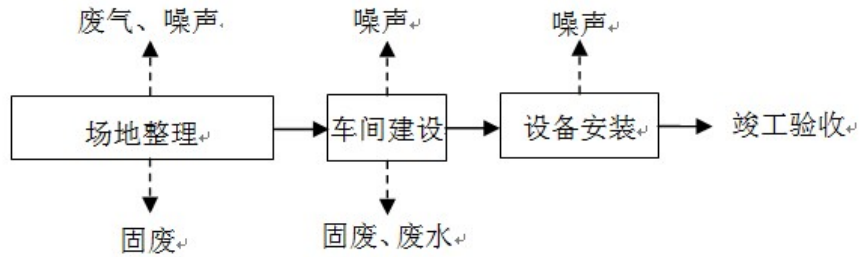 废气、噪声
噪声
噪声
场地整理
车间建设
设备安装
竣工验收
固废
固废、废水